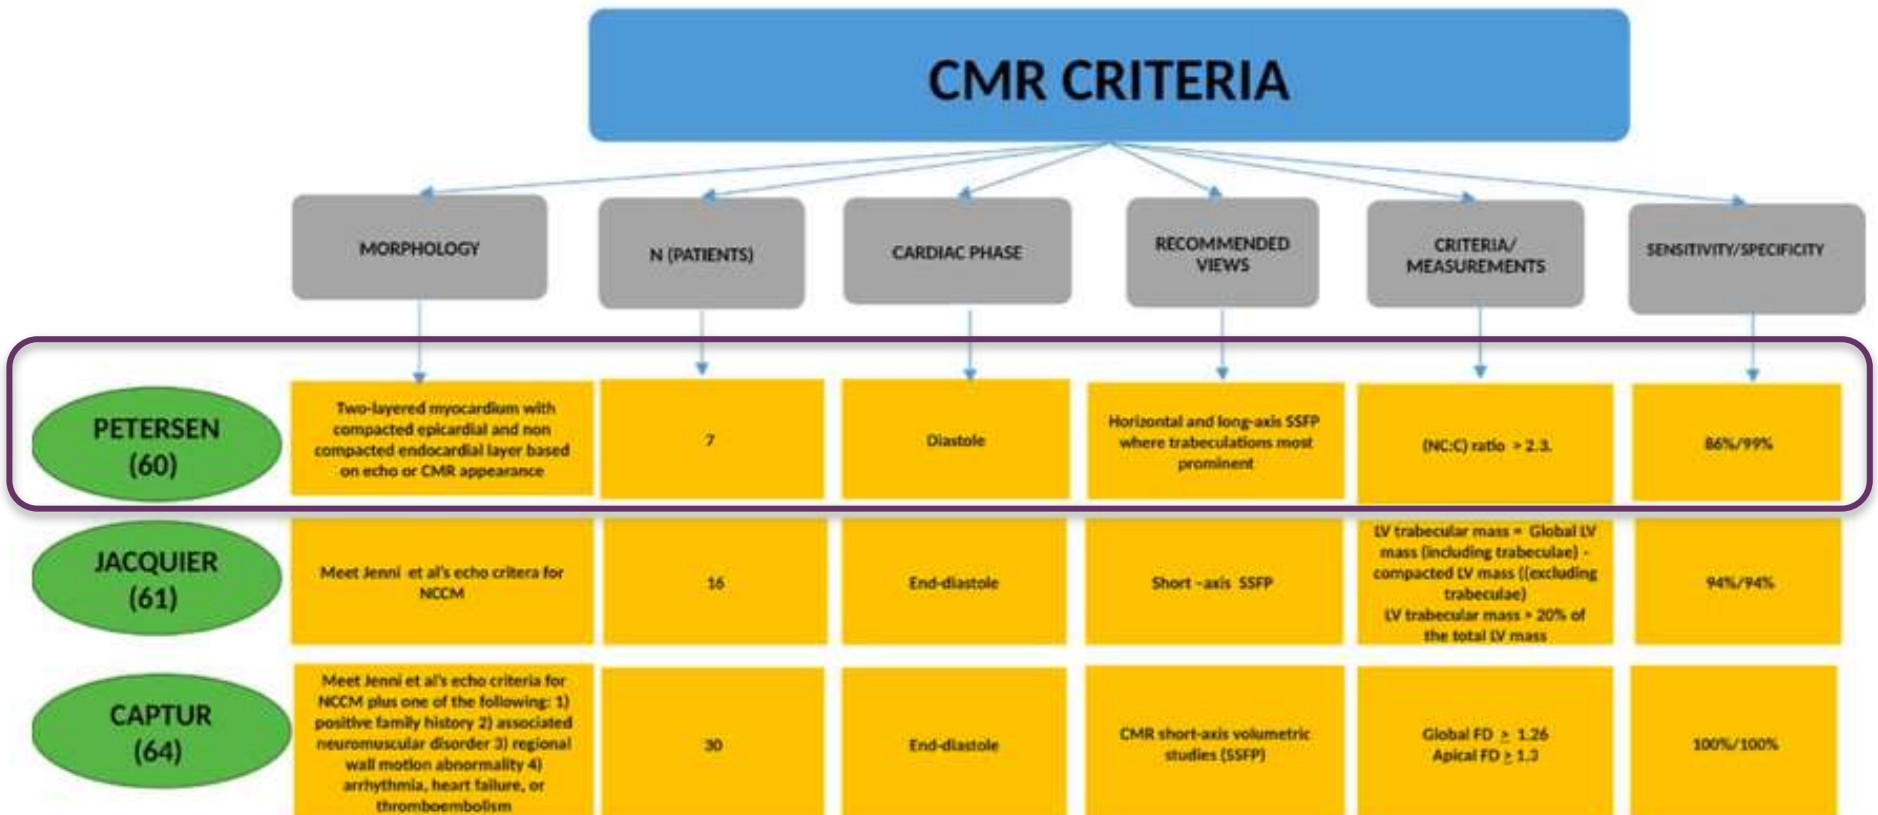 CMR CRITERIA
MORPHOLOGY
N (PATIENTS)
CARDIAC PHASE
RECOMMENDED
VIEWS
CRITERIA/
MEASUREMENTS
SENSITIVITY/SPECIFICITY
PETERSEN
(60)
Two-layered myocardium with
compacted epicardial and non
compacted endocardial layer based
on echo or CMR appearance
7
Diastole
Horizontal and long-axis SSFP
where trabeculations most
prominent
(NC:C) ratio > 2.3.
86%/99%
JACQUIER
(61)
Meet Jenni et al's echo critera for
NCCM
16
End-diastole
Short –axis SSFP
LV trabecular mass = Global LV
mass (including trabeculae) -
compacted LV mass ((excluding
trabeculae)
LV trabecular mass > 20% of
the total LV mass
94%/94%
CAPTUR
(64)
Meet Jenni et al's echo criteria for
NCCM plus one of the following: 1)
positive family history 2) associated
neuromuscular disorder 3) regional
wall motion abnormality 4)
arrhythmia, heart failure, or
thromboembolism
30
End-diastole
CMR short-axis volumetric
studies (SSFP)
Global FD ≥ 1.26
Apical FD ≥ 1.3
100%/100%